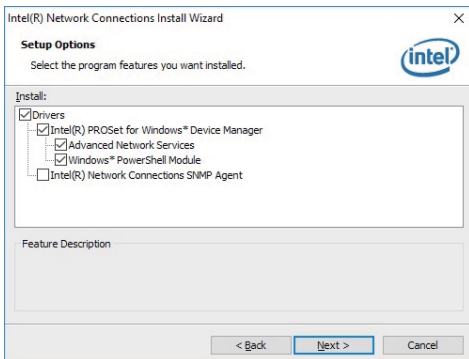 Intel(R) Network Connections Install Wizard
Setup Options
Select the program features you want installed.
intel
Install:
Drivers
Intel(R) PROSet for Windows* Device Manager
Advanced Network Services
Windows* PowerShell Module
Intel(R) Network Connections SNMP Agent
Feature Description
< Back
Next >
Cancel